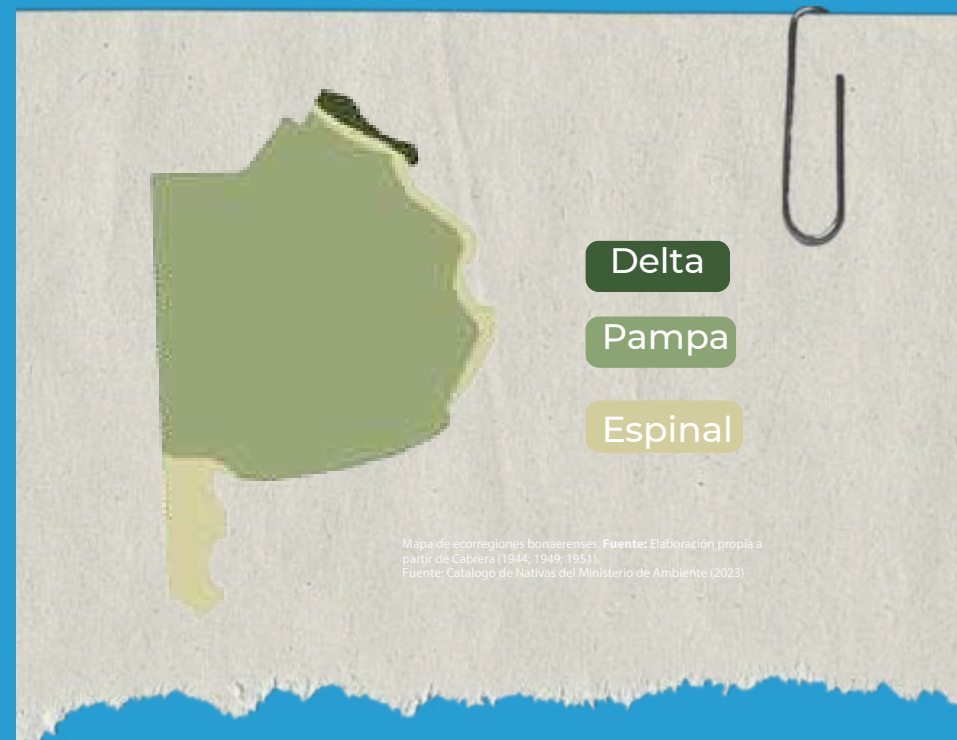 Delta
Pampa
Espinal
Mapa de ecorregiones bonaerenses. Fuente: Elaboración propia a
partir de Cabrera (1944; 1949; 1951).
Fuente: Catalogo de Nativas del Ministerio de Ambiente (2023)